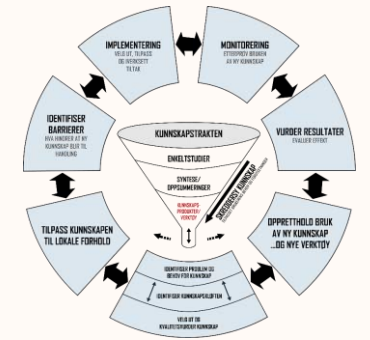 IMPLEMENTERING
VELG UT, TILPASS
OG IVERKSETT
TILTAK
MONITORERING
ETTERPRØV BRUKEN
AV NY KUNNSKAP
IDENTIFISER
BARRIERER
HVA HINDRER AT NY
KUNNSKAP BLIR TIL
HANDLING
VURDER RESULTATER
EVALUER EFFEKT
KUNNSKAPSTRAKTEN
ENKELTSTUDIER
SYNTESE/
OPPSUMMERINGER
KUNNSKAPS
PRODUKTER/
VERKTØY
SKREDDERSY KUNNSKAP
TILPASS KUNNSKAPEN
TIL LOKALE FORHOLD
OPPRETTHOLD BRUK
AV NY KUNNSKAP
...OG NYE VERKTØY
IDENTIFISER PROBLEM OG
BEHOV FOR KUNNSKAP
IDENTIFISER KUNNSKAPSKLØFTEN
VELG UT OG
KVALITETSVURDER KUNNSKAP